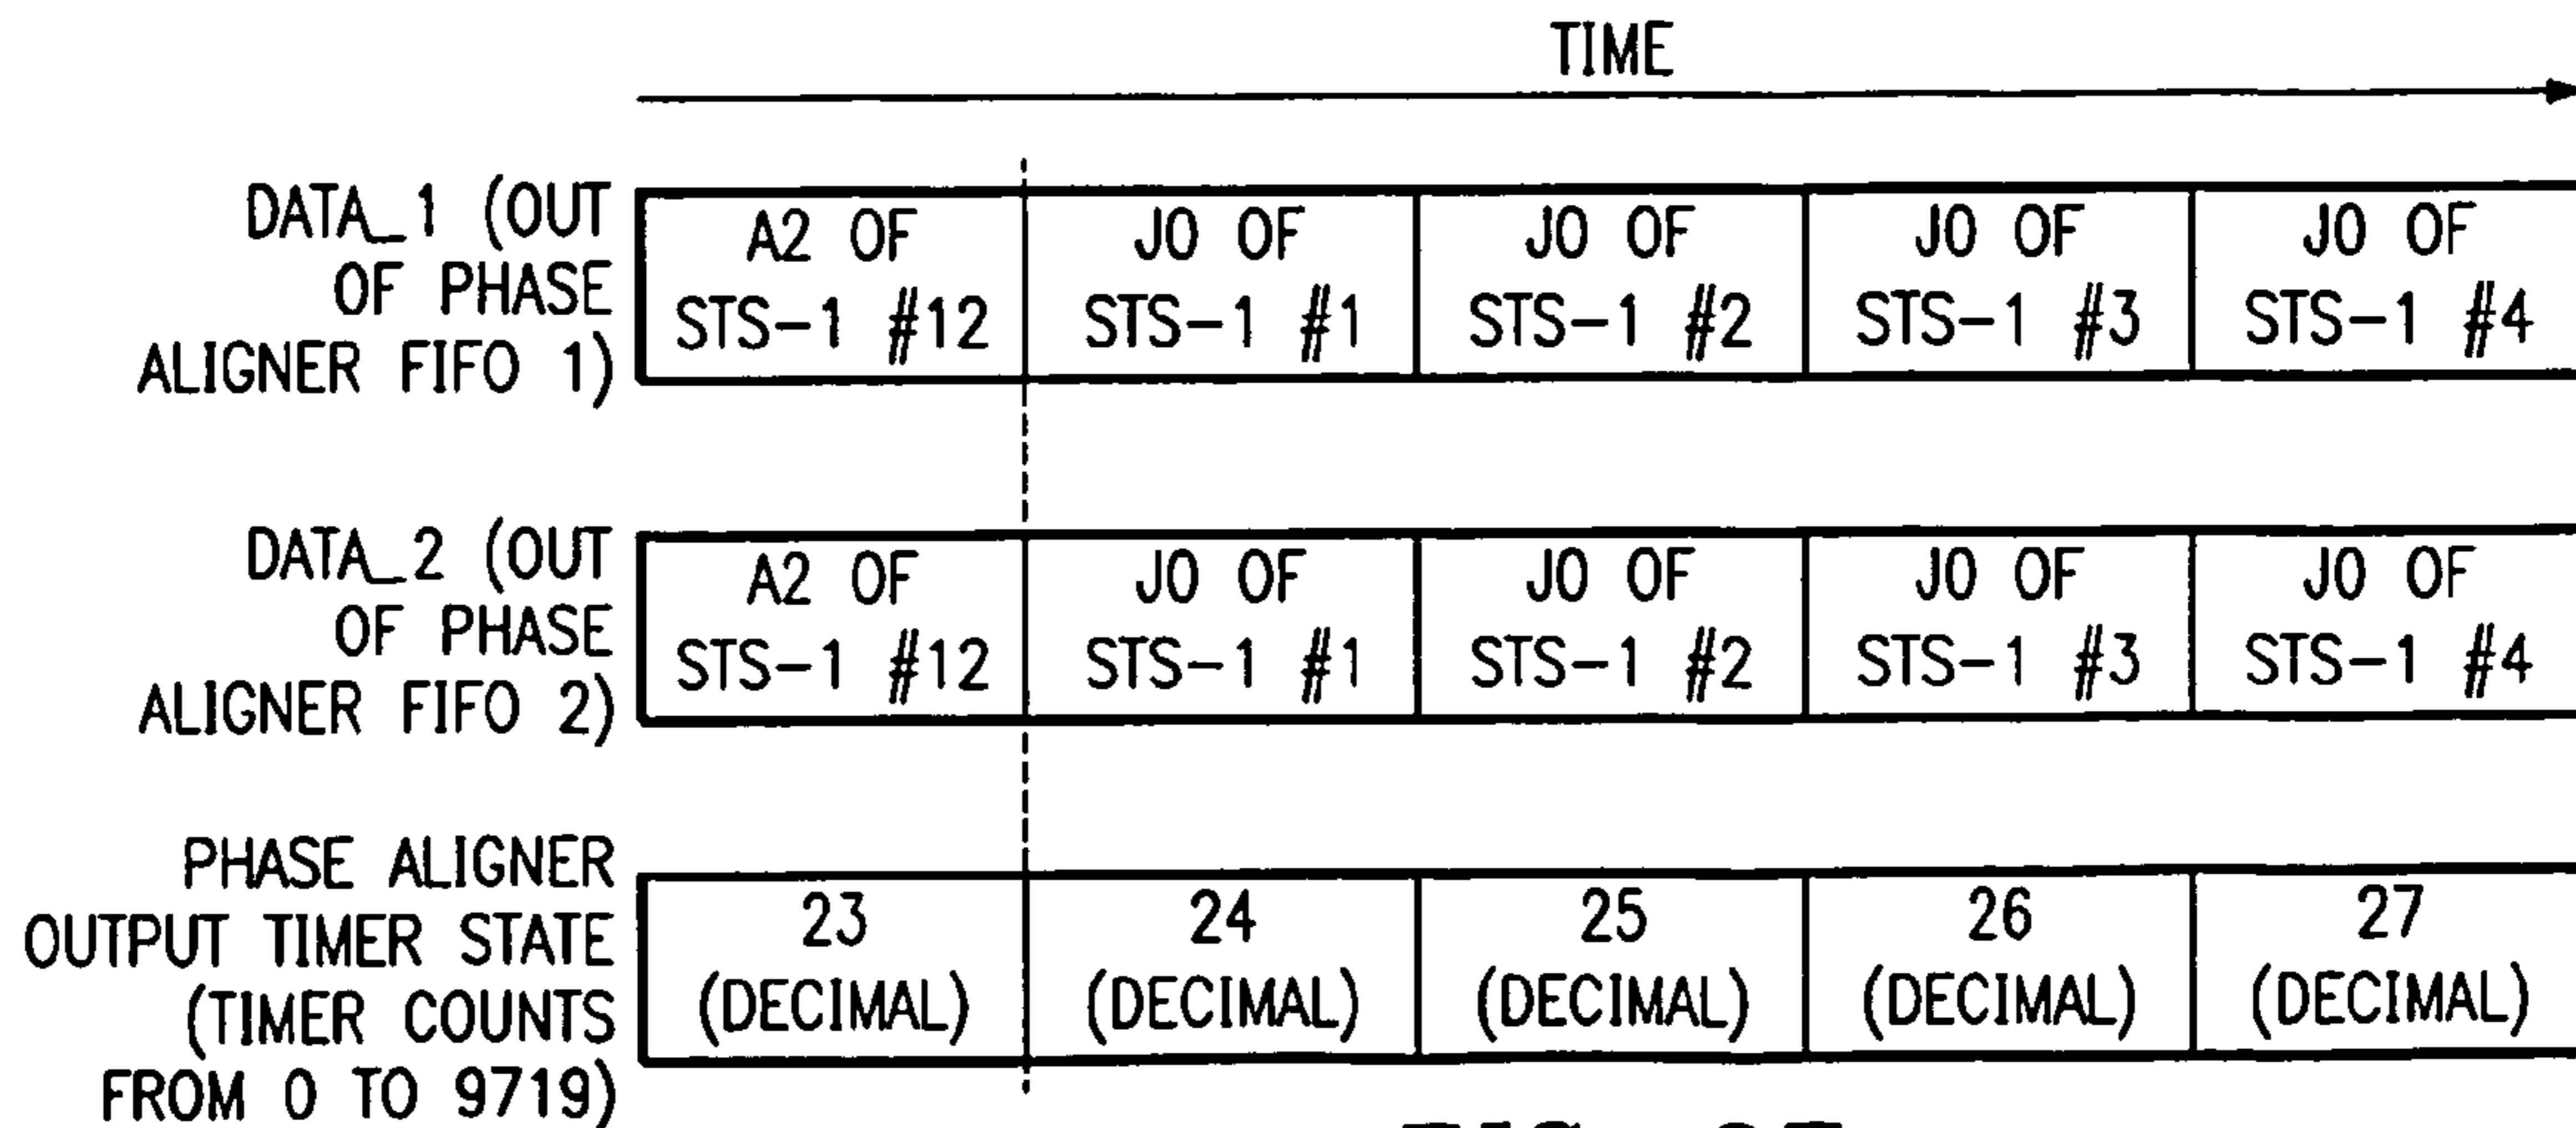 TIME
DATA_1 (OUT
OF PHASE
ALIGNER FIFO 1)
A2 OF
STS-1 #12
J0 OF
STS-1 #1
J0 OF
STS-1 #2
J0 OF
STS-1 #3
J0 OF
STS-1 #4
DATA_2 (OUT
OF PHASE
ALIGNER FIFO 2)
A2 OF
STS-1 #12
J0 OF
STS-1 #1
J0 OF
STS-1 #2
J0 OF
STS-1 #3
J0 OF
STS-1 #4
PHASE ALIGNER
OUTPUT TIMER STATE
(TIMER COUNTS
FROM 0 TO 9719)
23
(DECIMAL)
24
(DECIMAL)
25
(DECIMAL)
26
(DECIMAL)
27
(DECIMAL)